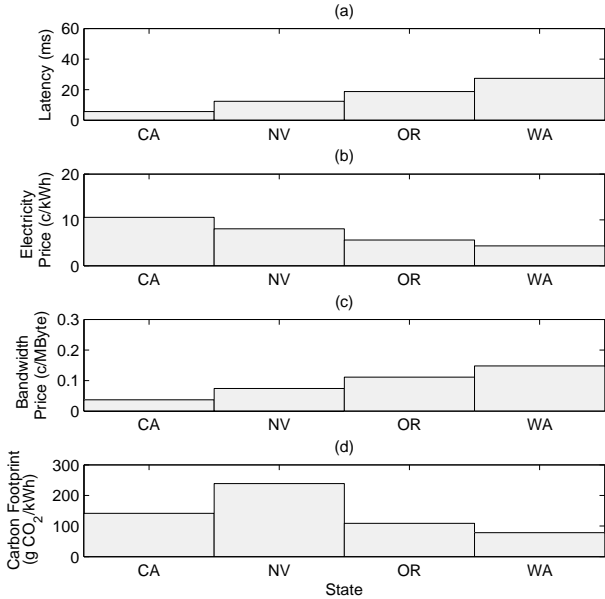 (a)
Latency (ms)
60
40
20
0
CA NV OR WA
(b)
Electricity
Price (c/kWh)
20
10
0
CA NV OR WA
(c)
Bandwidth
Price (c/MByte)
0.3
0.2
0.1
0
CA NV OR WA
(d)
Carbon Footprint
(g CO2/kWh)
300
200
100
0
CA NV OR WA
State